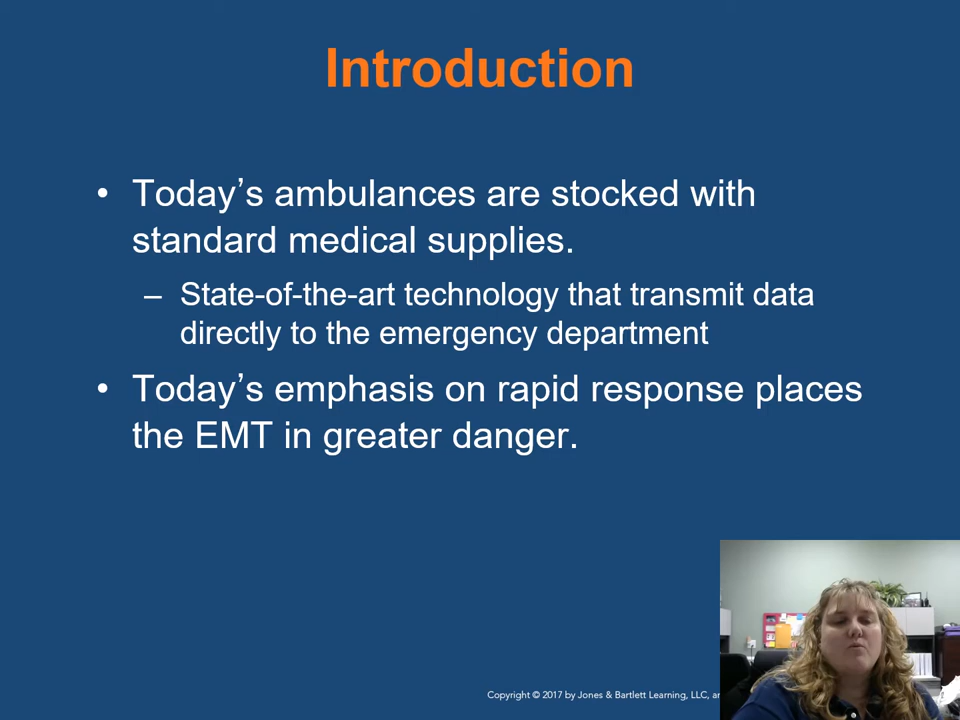 Introduction
• Today’s ambulances are stocked with
standard medical supplies.
– State-of-the-art technology that transmit data
directly to the emergency department
• Today’s emphasis on rapid response places
the EMT in greater danger.
Copyright © 2017 by Jones & Bartlett Learning, LLC,